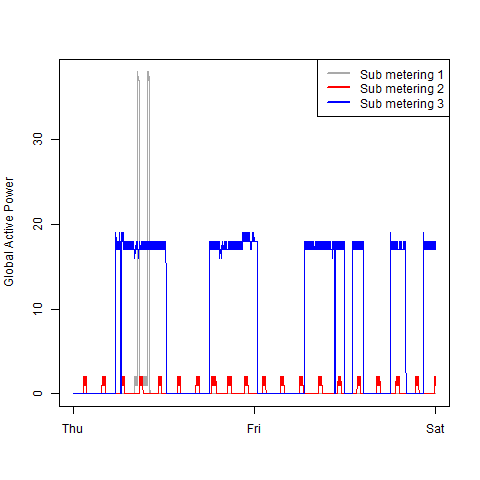 Sub metering 1
Sub metering 2
Sub metering 3
Global Active Power
30
20
10
0
Thu Fri Sat